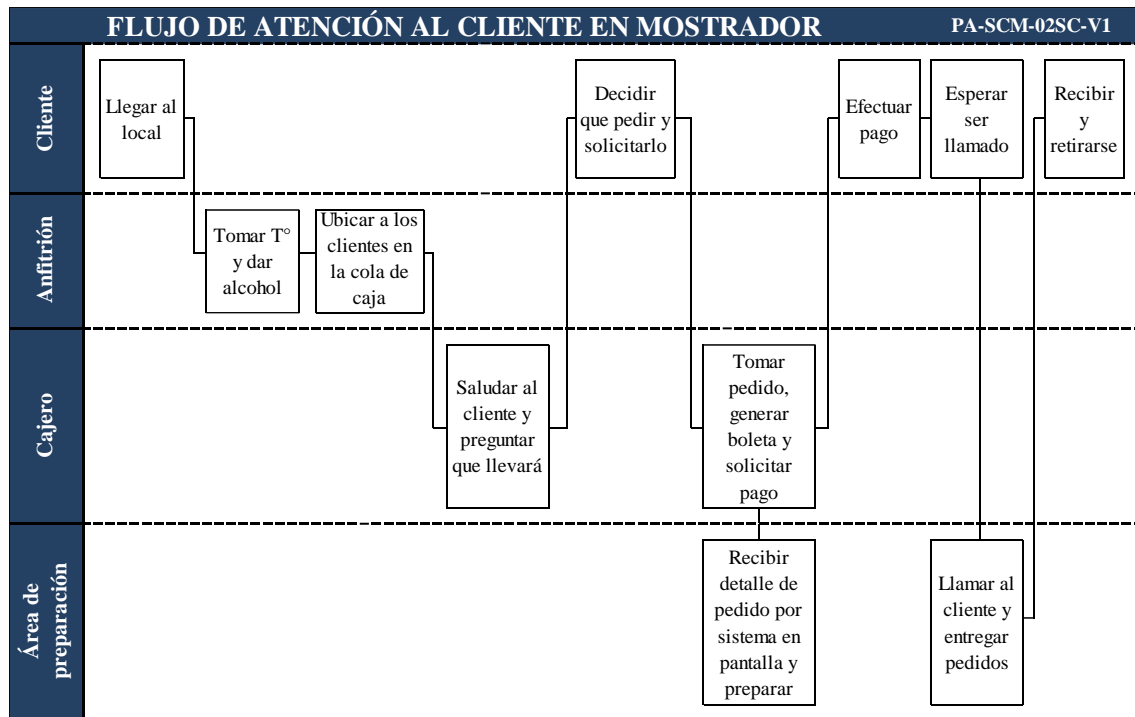 FLUJO DE ATENCIÓN AL CLIENTE EN MOSTRADOR
PA-SCM-02SC-V1
Cliente
Llegar al
local
Decidir
que pedir y
solicitarlo
Efectuar
pago
Esperar
ser
llamado
Recibir
y
retirarse
Anfitrión
Tomar T°
y dar
alcohol
Ubicar a los
clientes en
la cola de
caja
Cajero
Saludar al
cliente y
preguntar
que llevará
Tomar
pedido,
generar
boleta y
solicitar
pago
Área de
preparación
Recibir
detalle de
pedido por
sistema en
pantalla y
preparar
Llamar al
cliente y
entregar
pedidos